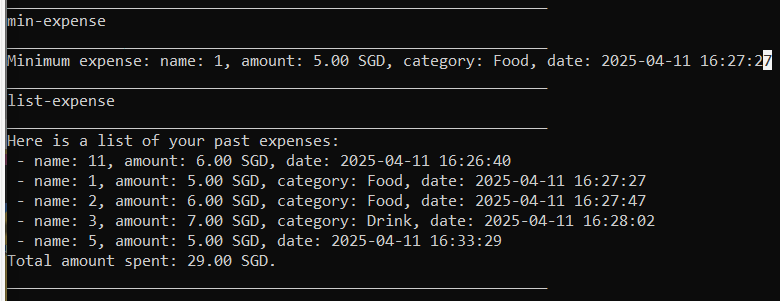 min-expense
Minimum expense: name: 1, amount: 5.00 SGD, category: Food, date: 2025-04-11 16:27:27
list-expense
Here is a list of your past expenses:
- name: 11, amount: 6.00 SGD, date: 2025-04-11 16:26:40
- name: 1, amount: 5.00 SGD, category: Food, date: 2025-04-11 16:27:27
- name: 2, amount: 6.00 SGD, category: Food, date: 2025-04-11 16:27:47
- name: 3, amount: 7.00 SGD, category: Drink, date: 2025-04-11 16:28:02
- name: 5, amount: 5.00 SGD, date: 2025-04-11 16:33:29
Total amount spent: 29.00 SGD.